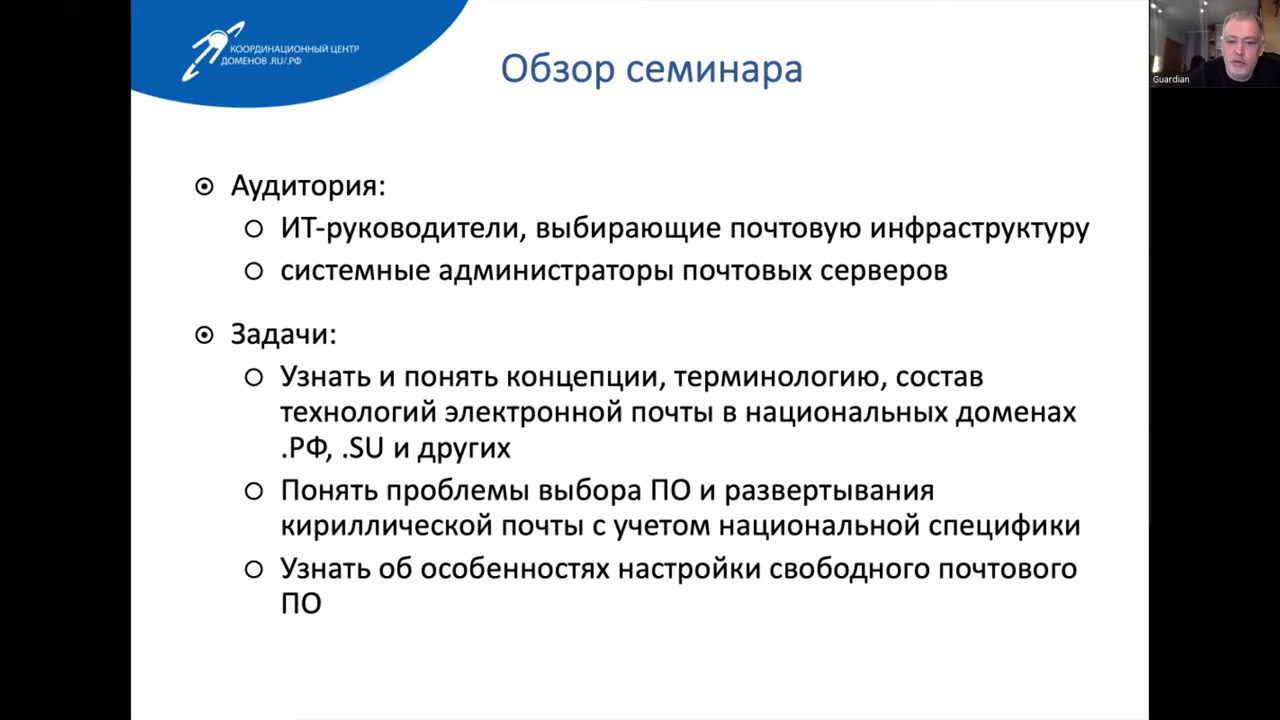 КООРДИНАЦИОННЫЙ ЦЕНТР
ДОМЕНОВ .RU/.РФ
Обзор семинара
Guardian
Аудитория:
ИТ-руководители, выбирающие почтовую инфраструктуру
системные администраторы почтовых серверов
Задачи:
Узнать и понять концепции, терминологию, состав
технологий электронной почты в национальных доменах
.РФ, .SU и других
Понять проблемы выбора ПО и развертывания
кириллической почты с учетом национальной специфики
Узнать об особенностях настройки свободного почтового
ПО